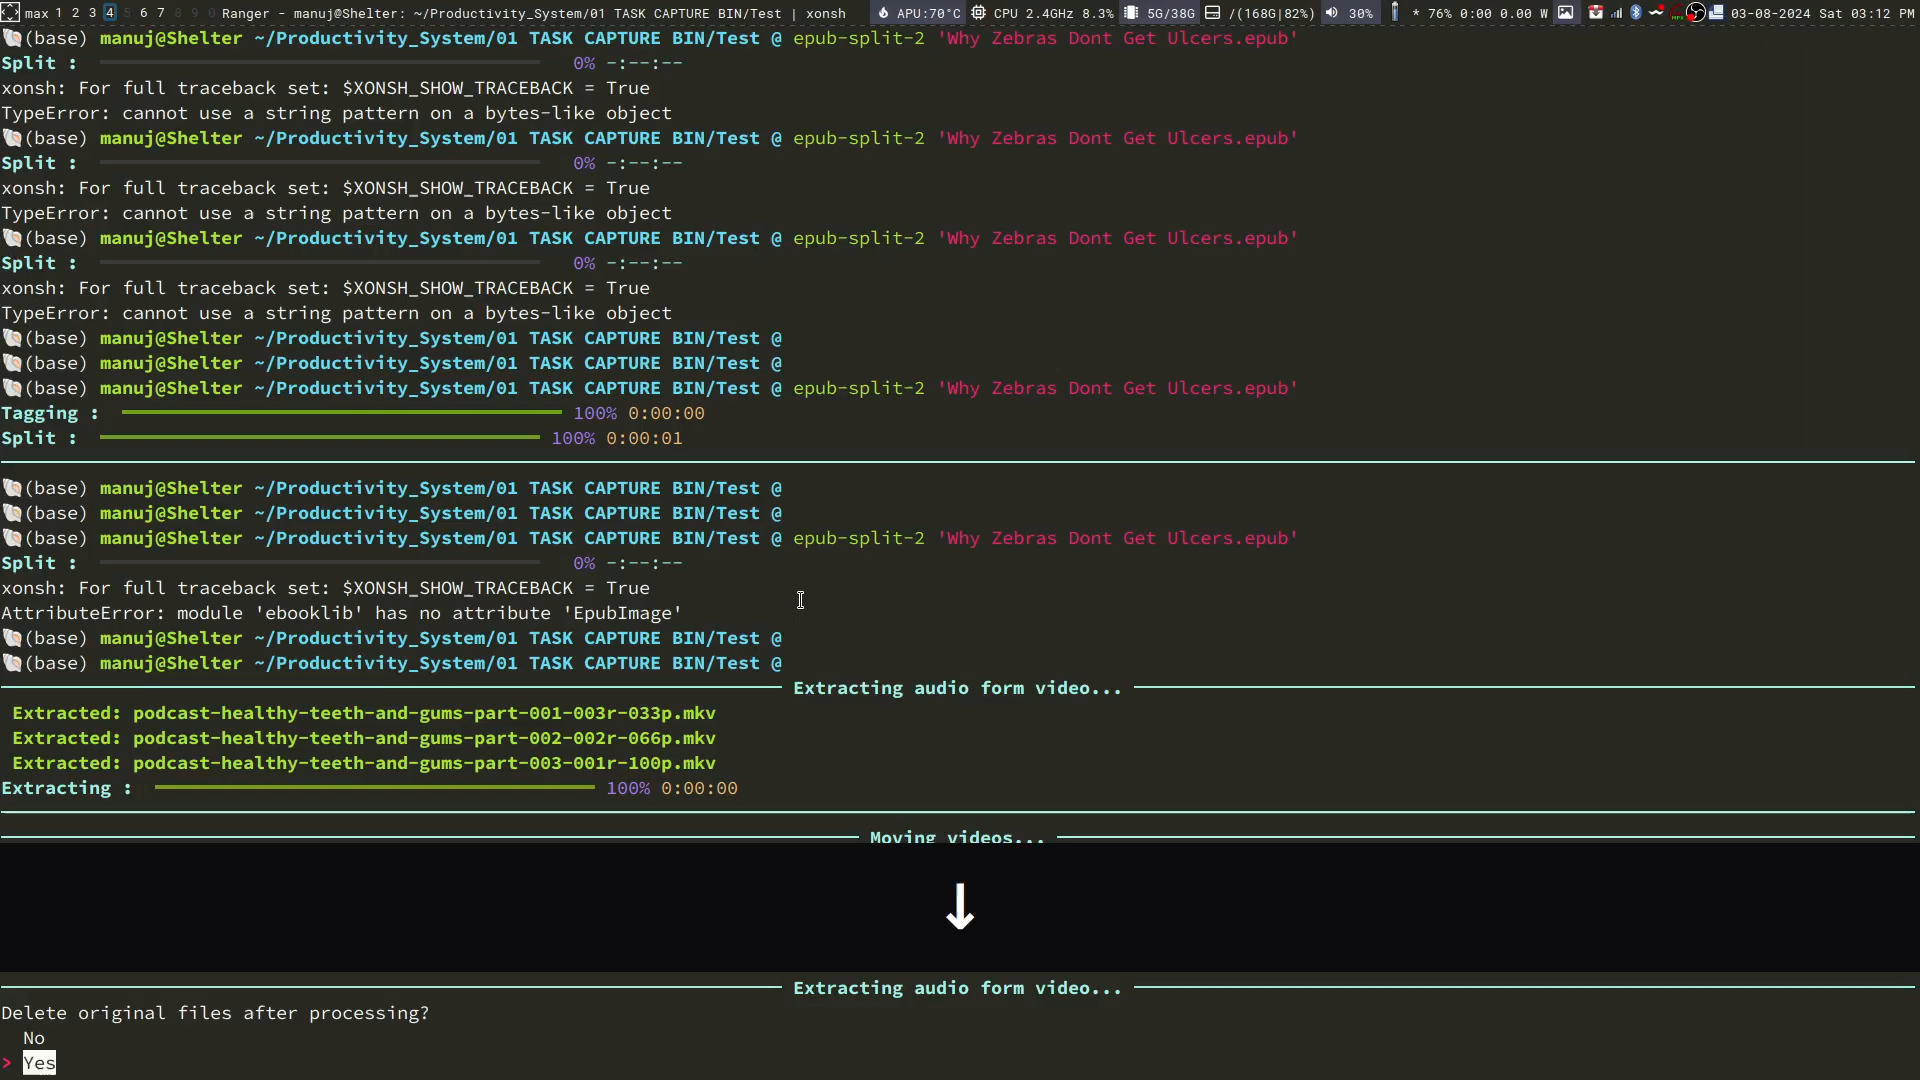 max 1 2 3 4 5 6 7 8 9 0 Ranger - manuj@Shelter: ~/Productivity_System/01 TASK CAPTURE BIN/Test | xonsh APU:70°C CPU 2.4GHz 8.3% 5G/38G /(168G|82%) 30% * 76% 0:00 0.00 W 03-08-2024 Sat 03:12 PM
(base) manuj@Shelter ~/Productivity_System/01 TASK CAPTURE BIN/Test @ epub-split-2 'Why Zebras Dont Get Ulcers.epub'
Split : 0% -:--:--
xonsh: For full traceback set: $XONSH_SHOW_TRACEBACK = True
TypeError: cannot use a string pattern on a bytes-like object
(base) manuj@Shelter ~/Productivity_System/01 TASK CAPTURE BIN/Test @ epub-split-2 'Why Zebras Dont Get Ulcers.epub'
Split : 0% -:--:--
xonsh: For full traceback set: $XONSH_SHOW_TRACEBACK = True
TypeError: cannot use a string pattern on a bytes-like object
(base) manuj@Shelter ~/Productivity_System/01 TASK CAPTURE BIN/Test @ epub-split-2 'Why Zebras Dont Get Ulcers.epub'
Split : 0% -:--:--
xonsh: For full traceback set: $XONSH_SHOW_TRACEBACK = True
TypeError: cannot use a string pattern on a bytes-like object
(base) manuj@Shelter ~/Productivity_System/01 TASK CAPTURE BIN/Test @
(base) manuj@Shelter ~/Productivity_System/01 TASK CAPTURE BIN/Test @
(base) manuj@Shelter ~/Productivity_System/01 TASK CAPTURE BIN/Test @ epub-split-2 'Why Zebras Dont Get Ulcers.epub'
Tagging : 100% 0:00:00
Split : 100% 0:00:01
(base) manuj@Shelter ~/Productivity_System/01 TASK CAPTURE BIN/Test @
(base) manuj@Shelter ~/Productivity_System/01 TASK CAPTURE BIN/Test @
(base) manuj@Shelter ~/Productivity_System/01 TASK CAPTURE BIN/Test @ epub-split-2 'Why Zebras Dont Get Ulcers.epub'
Split : 0% -:--:--
xonsh: For full traceback set: $XONSH_SHOW_TRACEBACK = True
AttributeError: module 'ebooklib' has no attribute 'EpubImage'
(base) manuj@Shelter ~/Productivity_System/01 TASK CAPTURE BIN/Test @
(base) manuj@Shelter ~/Productivity_System/01 TASK CAPTURE BIN/Test @
Extracting audio form video...
Extracted: podcast-healthy-teeth-and-gums-part-001-003r-033p.mkv
Extracted: podcast-healthy-teeth-and-gums-part-002-002r-066p.mkv
Extracted: podcast-healthy-teeth-and-gums-part-003-001r-100p.mkv
Extracting : 100% 0:00:00
Moving videos...
Extracting audio form video...
Delete original files after processing?
No
> Yes